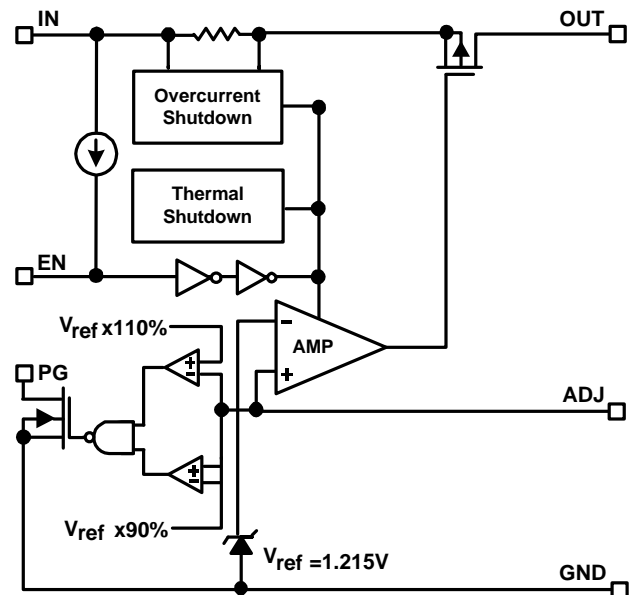 IN
OUT
Overcurrent
Shutdown
Thermal
Shutdown
EN
Vref x110%
-
AMP
+
PG
+
-
ADJ
+
-
Vref x90%
Vref =1.215V
GND